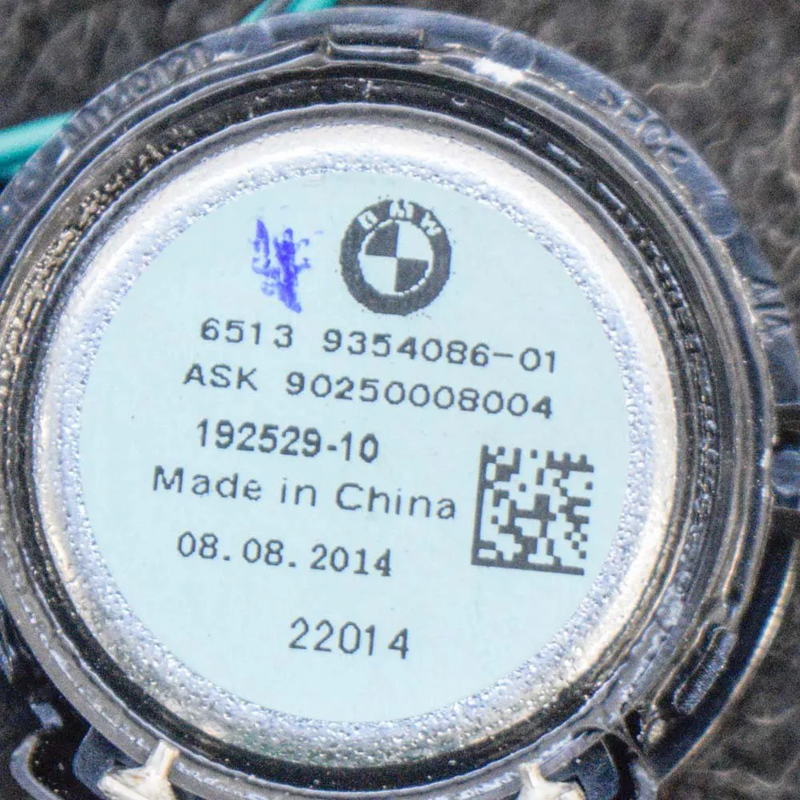 BMW
6513 9354086-01
ASK 90250008004
192529-10
Made in China
08.08.2014
22014